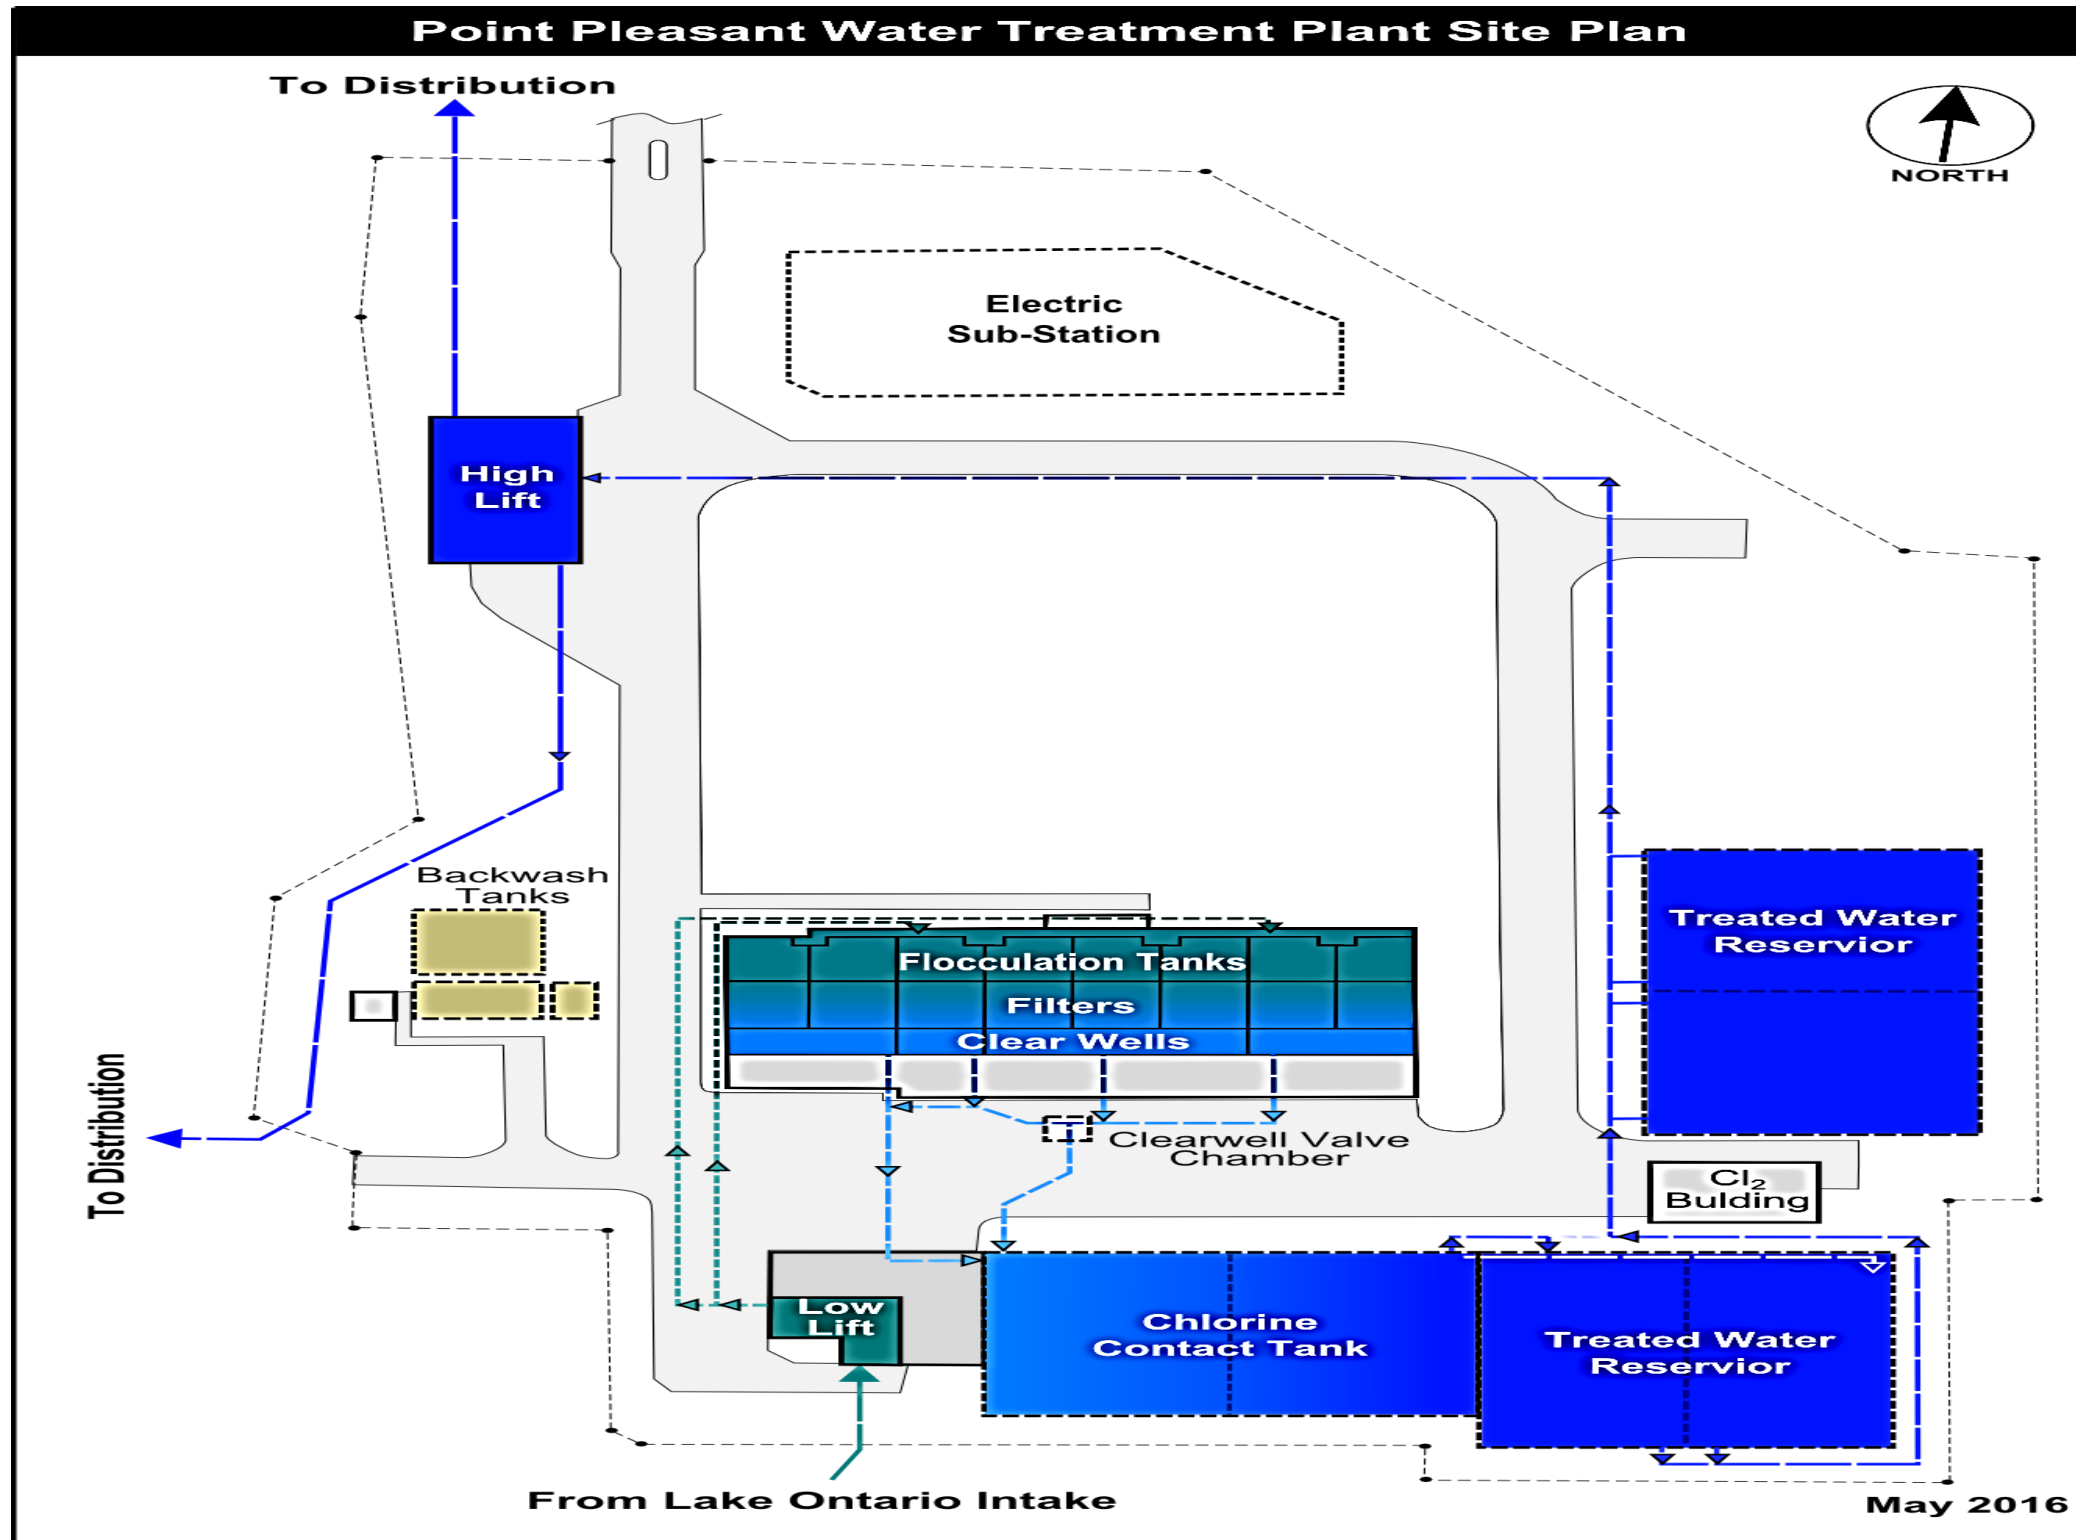 Point Pleasant Water Treatment Plant Site Plan
To Distribution
NORTH
Electric
Sub-Station
High
Lift
Backwash
Tanks
Treated Water
Reservior
Flocculation Tanks
Filters
Clear Wells
To Distribution
Clearwell Valve
Chamber
Cl₂
Bulding
Low
Lift
Chlorine
Contact Tank
Treated Water
Reservior
From Lake Ontario Intake
May 2016